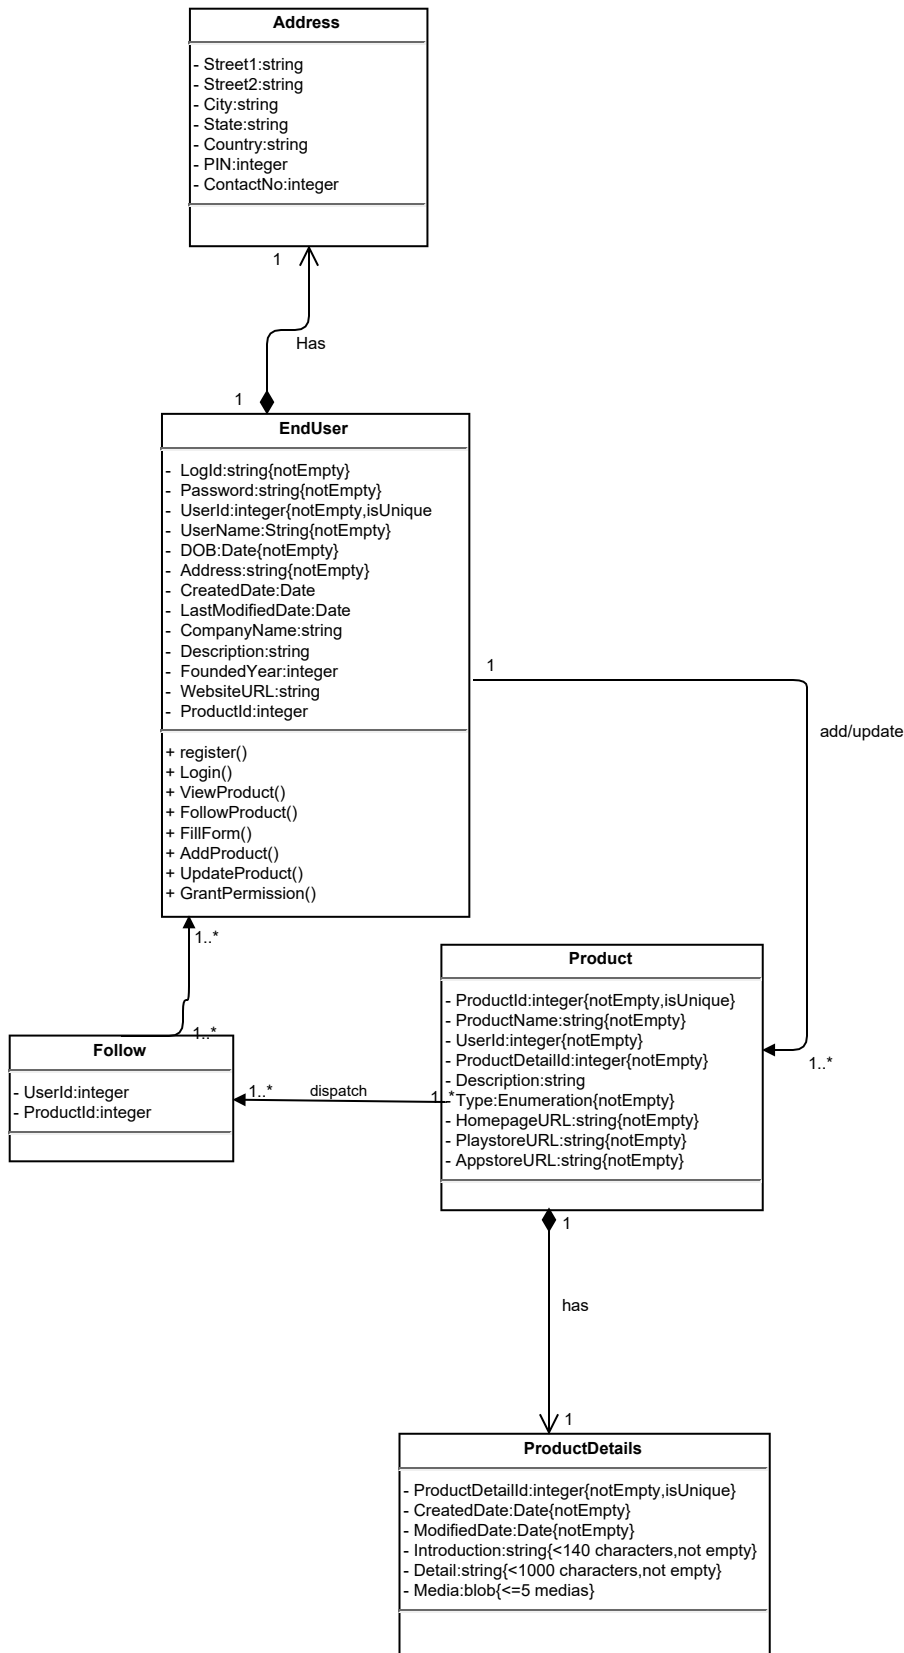 Address
- Street1:string
- Street2:string
- City:string
- State:string
- Country:string
- PIN:integer
- ContactNo:integer
1
Has
1
EndUser
- LogId:string{notEmpty}
- Password:string{notEmpty}
- UserId:integer{notEmpty,isUnique
- UserName:String{notEmpty}
- DOB:Date{notEmpty}
- Address:string{notEmpty}
- CreatedDate:Date
- LastModifiedDate:Date
- CompanyName:string
- Description:string
- FoundedYear:integer
- WebsiteURL:string
- ProductId:integer
+ register()
+ Login()
+ ViewProduct()
+ FollowProduct()
+ FillForm()
+ AddProduct()
+ UpdateProduct()
+ GrantPermission()
1
add/update
1..*
1..*
1..*
Follow
- UserId:integer
- ProductId:integer
1..*
dispatch
1..*
Product
- ProductId:integer{notEmpty,isUnique}
- ProductName:string{notEmpty}
- UserId:integer{notEmpty}
- ProductDetailId:integer{notEmpty}
- Description:string
- Type:Enumeration{notEmpty}
- HomepageURL:string{notEmpty}
- PlaystoreURL:string{notEmpty}
- AppstoreURL:string{notEmpty}
1
has
1
ProductDetails
- ProductDetailId:integer{notEmpty,isUnique}
- CreatedDate:Date{notEmpty}
- ModifiedDate:Date{notEmpty}
- Introduction:string{<140 characters,not empty}
- Detail:string{<1000 characters,not empty}
- Media:blob{<=5 medias}